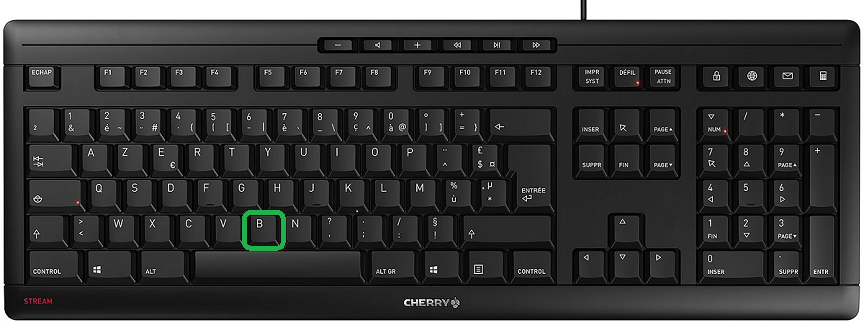 ECHAP F1 F2 F3 F4 F5 F6 F7 F8 F9 F10 F11 F12 IMPR SYST DÉFIL PAUSE ATTN
² 1 & 2 é ~ 3 " # 4 ' { 5 ( [ 6 - | 7 è ` 8 _ \ 9 ç ^ 0 à @ ° ) ] + = } INSER PAGE NUM / * -
A Z E € R T Y U I O P ¨ ^ £ $ ¤ ENTRÉE SUPPR FIN PAGE 7 8 9 PAGE +
Q S D F G H J K L M % ù µ * 4 5 6
> < W X C V B N ? , . ; / : § ! 1 FIN 2 3 PAGE
CONTROL ALT ALT GR CONTROL 0 INSER . SUPPR ENTR
STREAM CHERRY